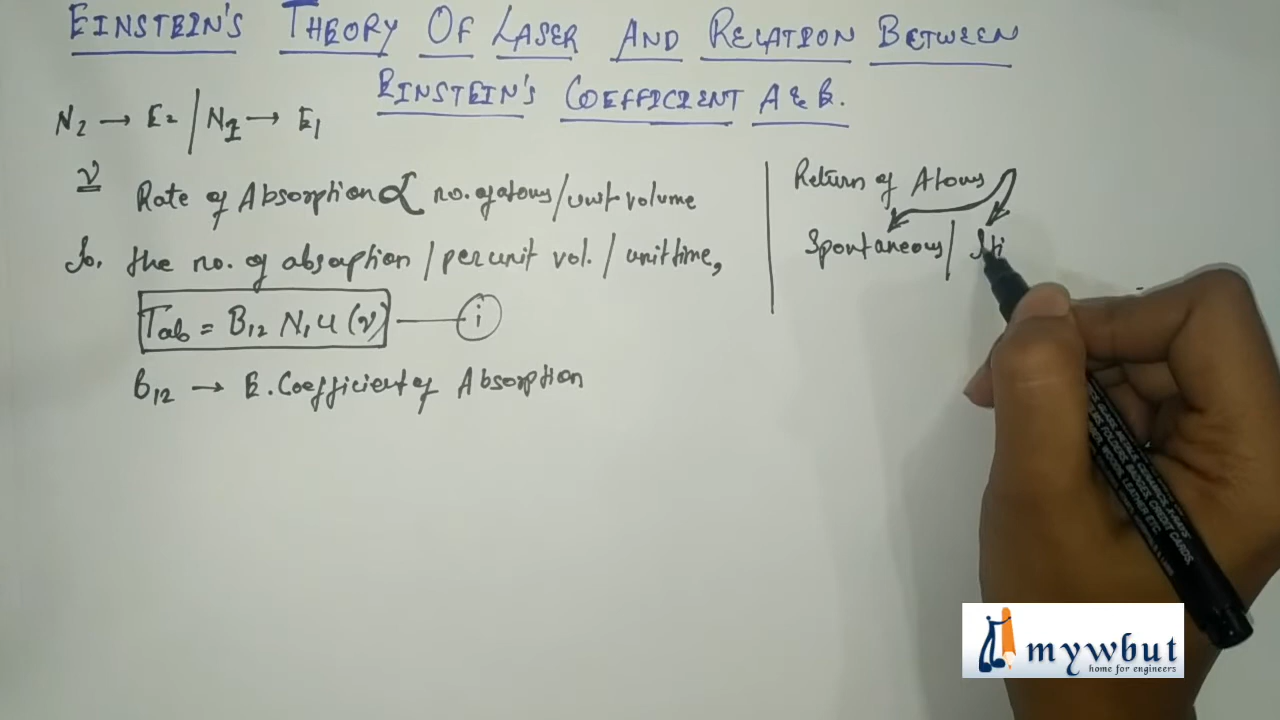 EINSTEIN'S THEORY OF LASER AND RELATION BETWEEN
EINSTEIN'S COEFFICIENT A & B.
N₂ → E₂ / N₁ → E₁
ν
Rate of Absorption ∝ no. of atoms/unit volume
So, the no. of absorption / per unit vol. / unit time,
Tab = B₁₂ N₁ u (ν) — i
B₁₂ → E. Coefficient of Absorption
Return of Atoms
Spontaneous / Sti
mywbut
home for engineers